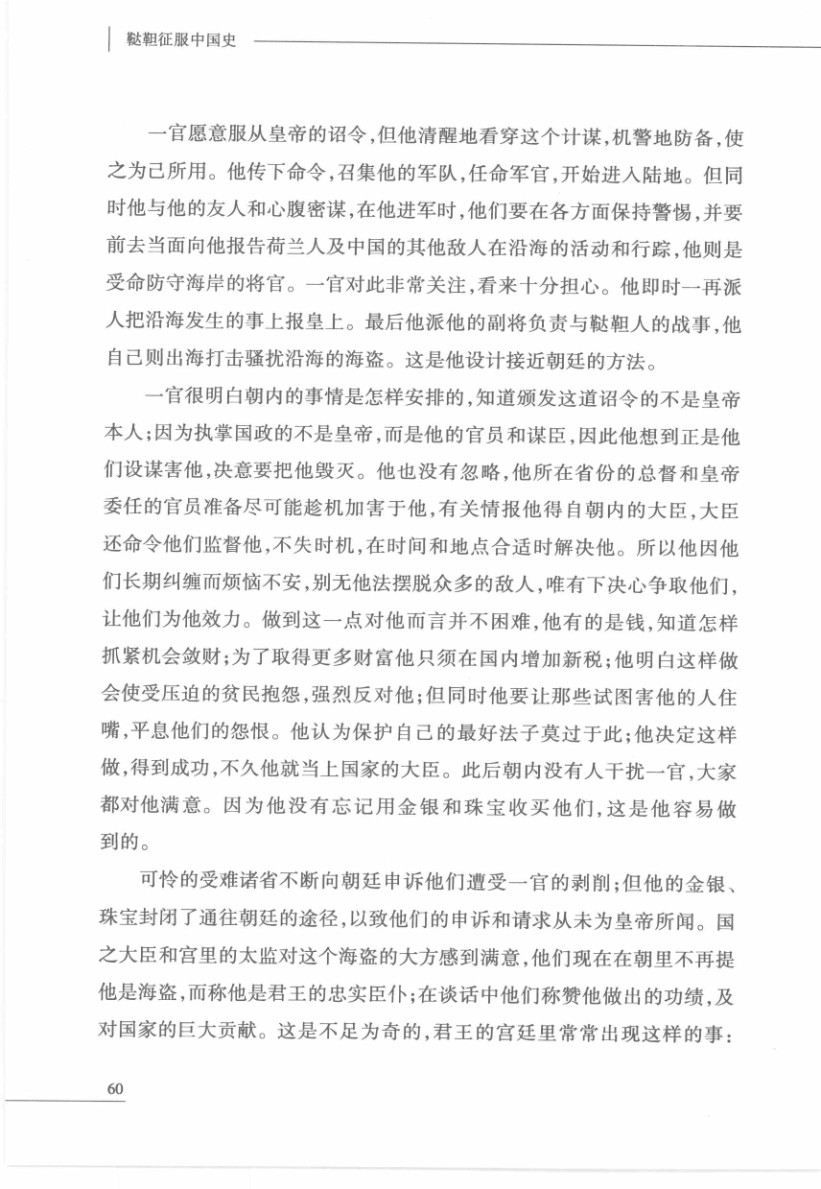 鞑靼征服中国史
一官愿意服从皇帝的诏令,但他清醒地看穿这个计谋,机警地防备,使
之为己所用。他传下命令,召集他的军队,任命军官,开始进入陆地。但同
时他与他的友人和心腹密谋,在他进军时,他们要在各方面保持警惕,并要
前去当面向他报告荷兰人及中国的其他敌人在沿海的活动和行踪,他则是
受命防守海岸的将官。一官对此非常关注,看来十分担心。他即时一再派
人把沿海发生的事上报皇上。最后他派他的副将负责与鞑靼人的战事,他
自己则出海打击骚扰沿海的海盗。这是他设计接近朝廷的方法。
一官很明白朝内的事情是怎样安排的,知道颁发这道诏令的不是皇帝
本人;因为执掌国政的不是皇帝,而是他的官员和谋臣,因此他想到正是他
们设谋害他,决意要把他毁灭。他也没有忽略,他所在省份的总督和皇帝
委任的官员准备尽可能趁机加害于他,有关情报他得自朝内的大臣,大臣
还命令他们监督他,不失时机,在时间和地点合适时解决他。所以他因他
们长期纠缠而烦恼不安,别无他法摆脱众多的敌人,唯有下决心争取他们,
让他们为他效力。做到这一点对他而言并不困难,他有的是钱,知道怎样
抓紧机会敛财;为了取得更多财富他只须在国内增加新税;他明白这样做
会使受压迫的贫民抱怨,强烈反对他;但同时他要让那些试图害他的人住
嘴,平息他们的怨恨。他认为保护自己的最好法子莫过于此;他决定这样
做,得到成功,不久他就当上国家的大臣。此后朝内没有人干扰一官,大家
都对他满意。因为他没有忘记用金银和珠宝收买他们,这是他容易做
到的。
可怜的受难诸省不断向朝廷申诉他们遭受一官的剥削;但他的金银、
珠宝封闭了通往朝廷的途径,以致他们的申诉和请求从未为皇帝所闻。国
之大臣和宫里的太监对这个海盗的大方感到满意,他们现在在朝里不再提
他是海盗,而称他是君王的忠实臣仆;在谈话中他们称赞他做出的功绩,及
对国家的巨大贡献。这是不足为奇的,君王的宫廷里常常出现这样的事:
60